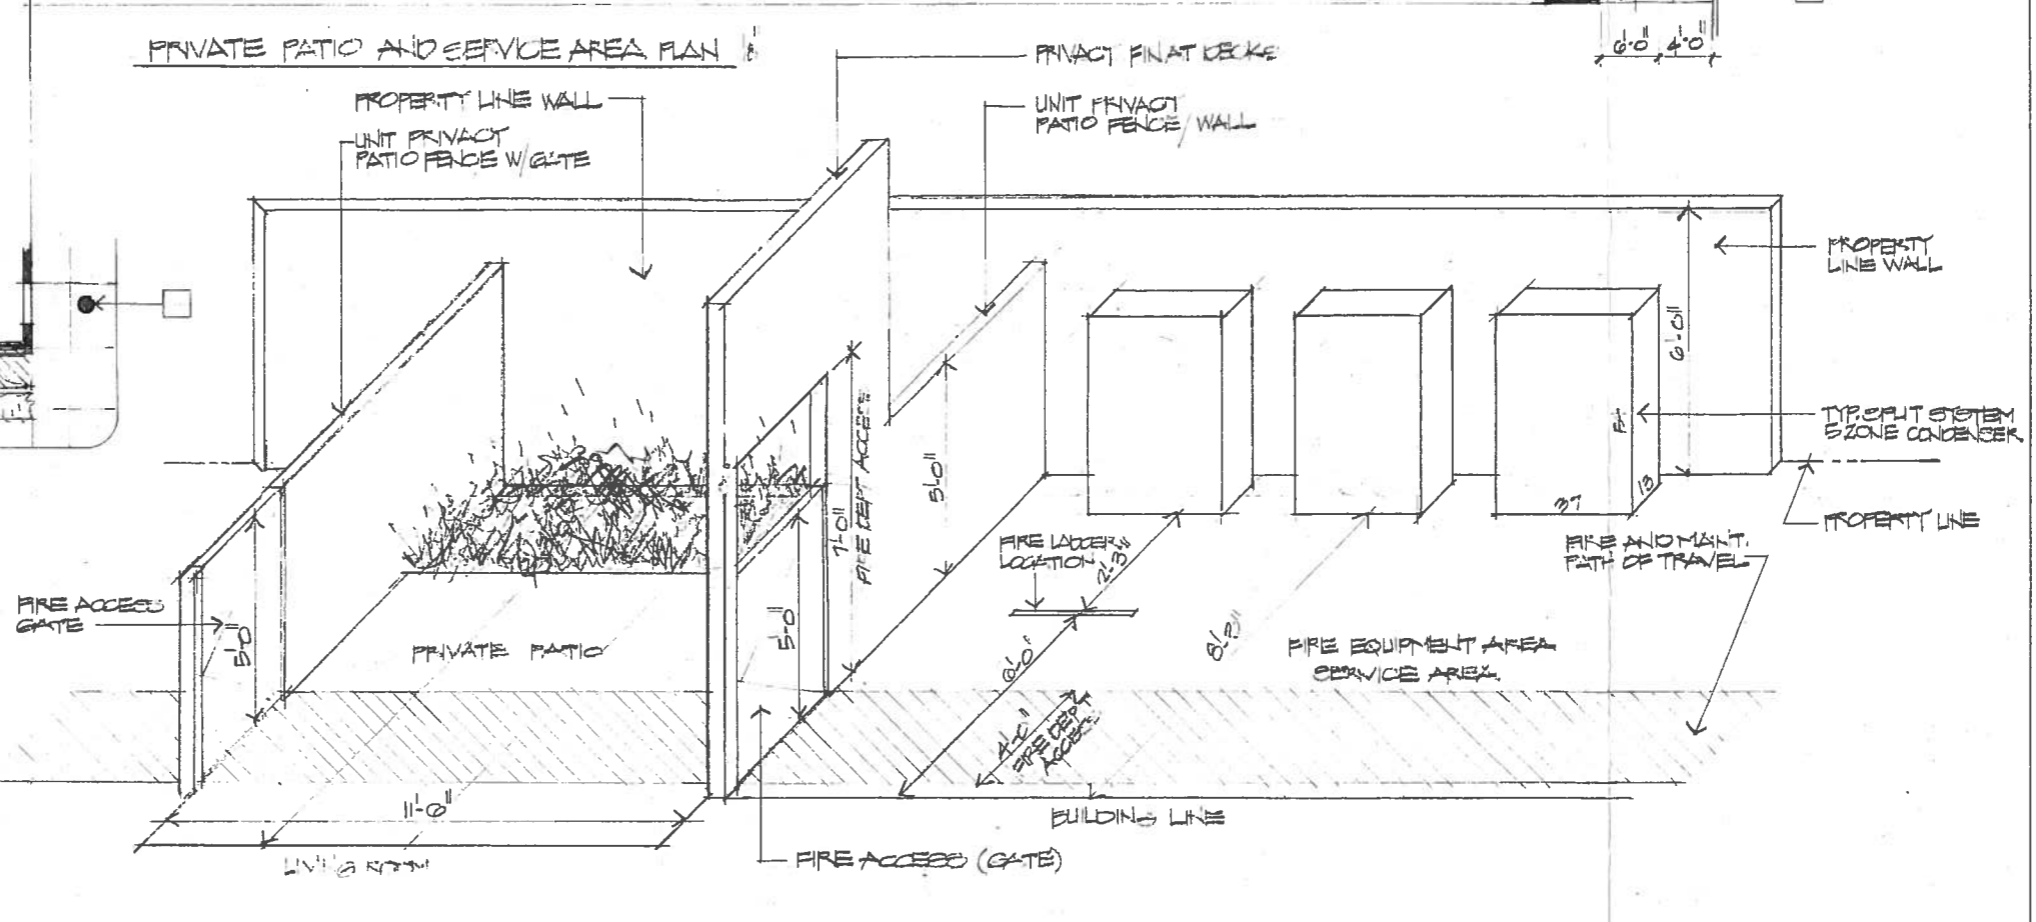 PRIVATE PATIO AND SERVICE AREA PLAN
6'-0" 4'-0"
PRIVACY FIN AT DECKS
PROPERTY LINE WALL
UNIT PRIVACY
PATIO FENCE / WALL
UNIT PRIVACY
PATIO FENCE W/ GATE
PROPERTY
LINE WALL
6'-0"
TYP. SPLIT SYSTEM
5 ZONE CONDENSER
37
13
PROPERTY LINE
FIRE AND MAINT.
PATH OF TRAVEL
FIRE DEPT ACCESS
7'-0"
5'-0"
FIRE LADDER
LOCATION
2'-3"
FIRE ACCESS
GATE
5'-0"
PRIVATE PATIO
5'-0"
6'-0"
8'-3"
FIRE EQUIPMENT AREA
SERVICE AREA
4'-0"
FIRE DEPT
ACCESS
11'-6"
BUILDING LINE
LIVING ROOM
FIRE ACCESS (GATE)